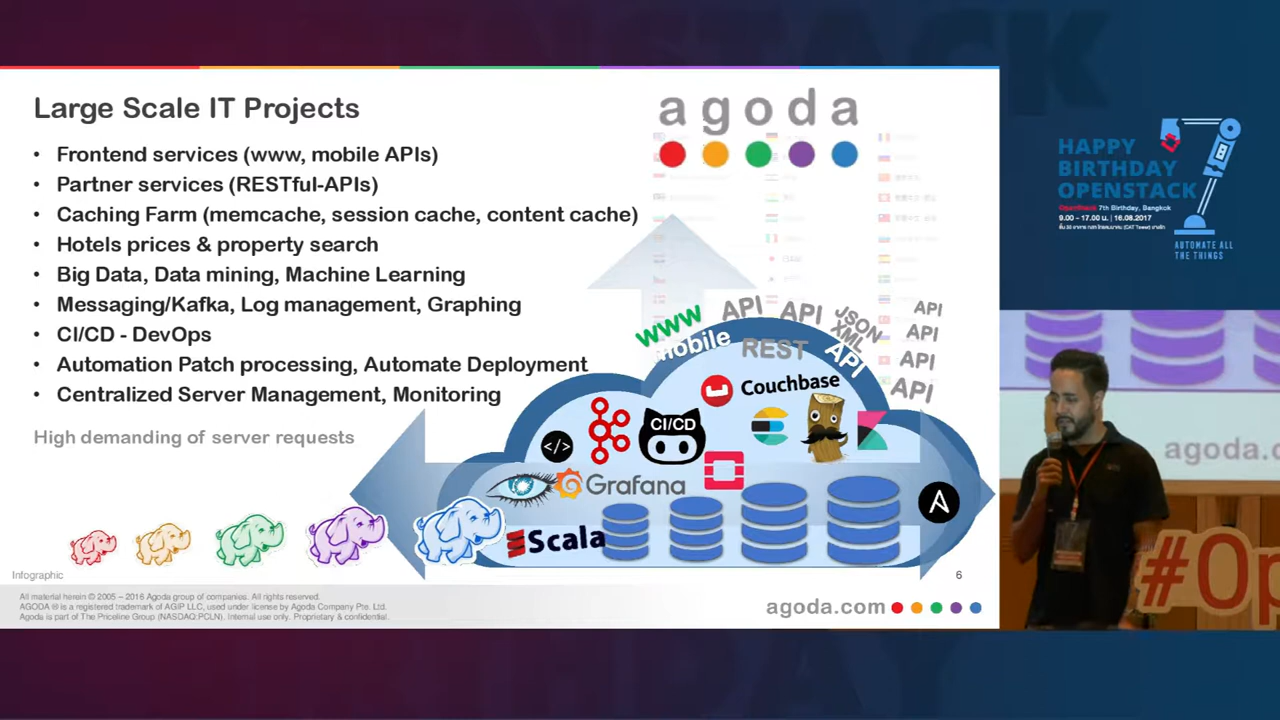 Large Scale IT Projects
• Frontend services (www, mobile APIs)
• Partner services (RESTful-APIs)
• Caching Farm (memcache, session cache, content cache)
• Hotels prices & property search
• Big Data, Data mining, Machine Learning
• Messaging/Kafka, Log management, Graphing
• CI/CD - DevOps
• Automation Patch processing, Automate Deployment
• Centralized Server Management, Monitoring
High demanding of server requests
agoda
www
mobile
API
API
REST
JSON
XML
API
API
API
API
API
Couchbase
</>
CI/CD
Grafana
Scala
A
Infographic
6
All material herein © 2005 – 2016 Agoda group of companies. All rights reserved.
AGODA ® is a registered trademark of AGIP LLC, used under license by Agoda Company Pte. Ltd.
Agoda is part of The Priceline Group (NASDAQ:PCLN). Internal use only. Proprietary & confidential.
agoda.com
HAPPY
BIRTHDAY
OPENSTACK
OpenStack 7th Birthday, Bangkok
9.00 - 17.00 น. | 16.08.2017
AUTOMATE ALL
THE THINGS
agoda.c
#Op